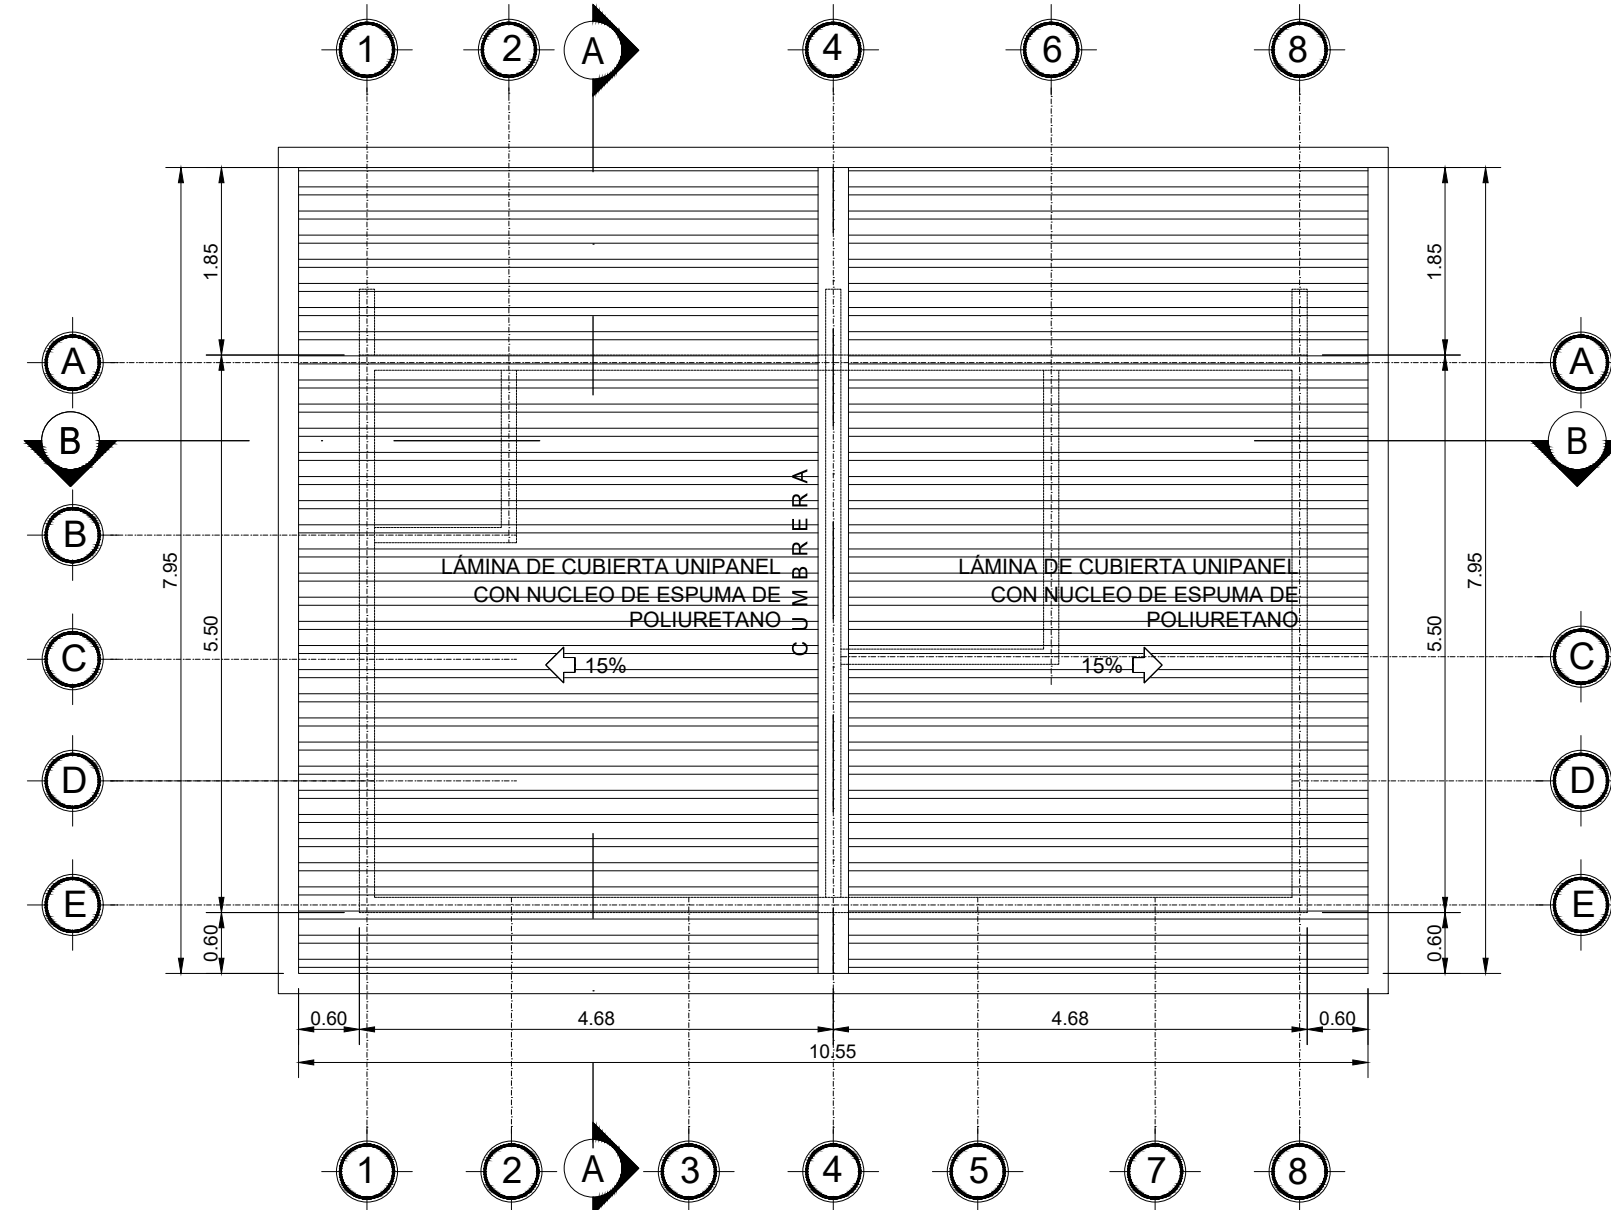 1 2 A 4 6 8
1.85 1.85
A A
B B
B
7.95 7.95
CUMBRERA
LÁMINA DE CUBIERTA UNIPANEL
CON NUCLEO DE ESPUMA DE
POLIURETANO
LÁMINA DE CUBIERTA UNIPANEL
CON NUCLEO DE ESPUMA DE
POLIURETANO
5.50 5.50
C 15% 15% C
D D
E E
0.60 0.60
0.60 4.68 4.68 0.60
10.55
1 2 A 3 4 5 7 8